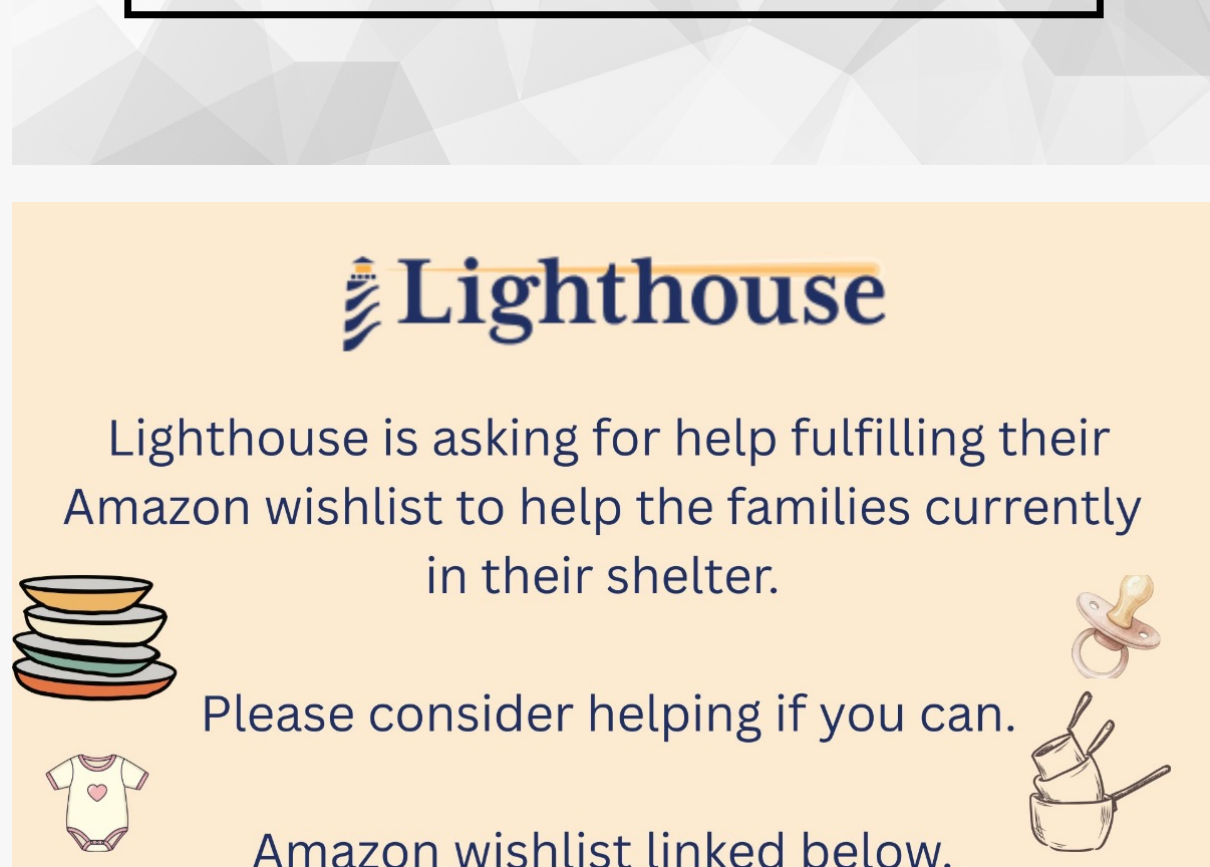 Lighthouse
Lighthouse is asking for help fulfilling their
Amazon wishlist to help the families currently
in their shelter.
Please consider helping if you can.
Amazon wishlist linked below.